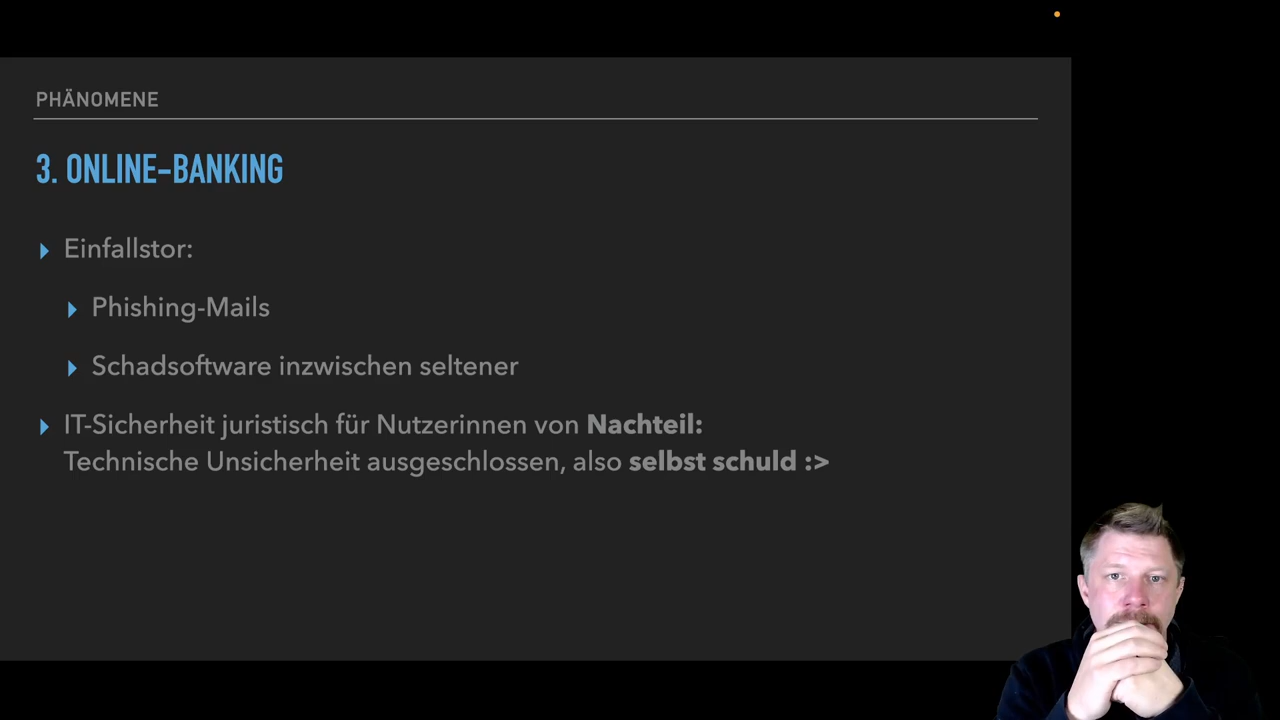 PHÄNOMENE
3. ONLINE-BANKING
Einfallstor:
Phishing-Mails
Schadsoftware inzwischen seltener
IT-Sicherheit juristisch für Nutzerinnen von Nachteil:
Technische Unsicherheit ausgeschlossen, also selbst schuld :>